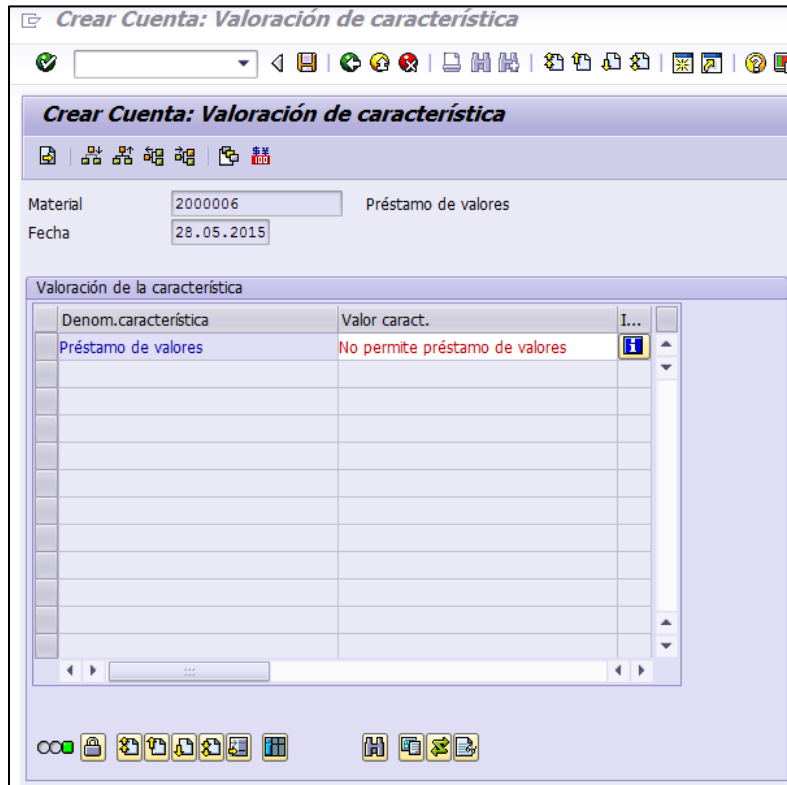 Crear Cuenta: Valoración de característica
Crear Cuenta: Valoración de característica
Material 2000006 Préstamo de valores
Fecha 28.05.2015
Valoración de la característica
Denom.característica Valor caract. I...
Préstamo de valores No permite préstamo de valores